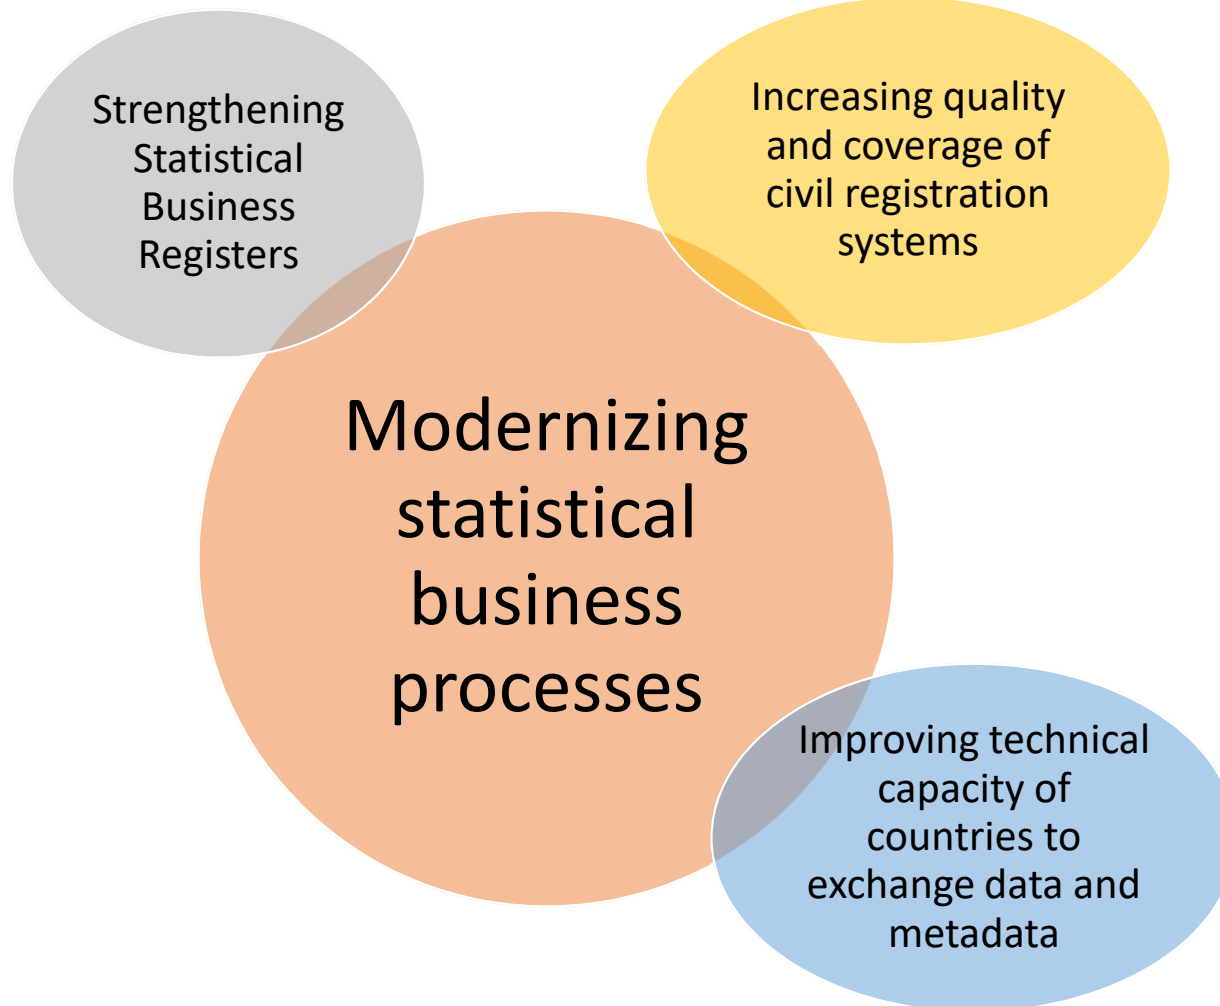 Strengthening
Statistical
Business
Registers
Increasing quality
and coverage of
civil registration
systems
Modernizing
statistical
business
processes
Improving technical
capacity of
countries to
exchange data and
metadata